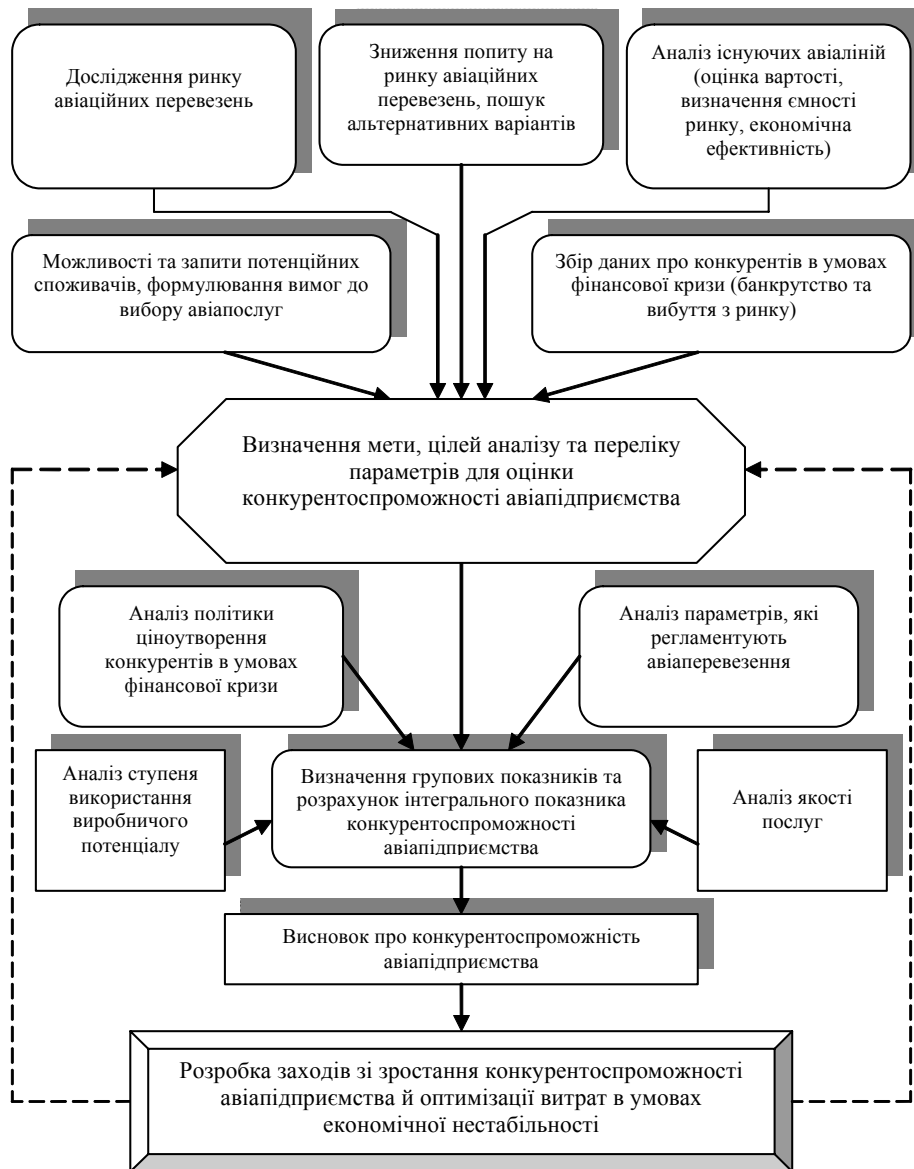 Дослідження ринку
авіаційних перевезень
Зниження попиту на
ринку авіаційних
перевезень, пошук
альтернативних варіантів
Аналіз існуючих авіаліній
(оцінка вартості,
визначення ємності
ринку, економічна
ефективність)
Можливості та запити потенційних
споживачів, формулювання вимог до
вибору авіапослуг
Збір даних про конкурентів в умовах
фінансової кризи (банкрутство та
вибуття з ринку)
Визначення мети, цілей аналізу та переліку
параметрів для оцінки
конкурентоспроможності авіапідприємства
Аналіз політики
ціноутворення
конкурентів в умовах
фінансової кризи
Аналіз параметрів, які
регламентують
авіаперевезення
Аналіз ступеня
використання
виробничого
потенціалу
Визначення групових показників та
розрахунок інтегрального показника
конкурентоспроможності
авіапідприємства
Аналіз якості
послуг
Висновок про конкурентоспроможність
авіапідприємства
Розробка заходів зі зростання конкурентоспроможності
авіапідприємства й оптимізації витрат в умовах
економічної нестабільності